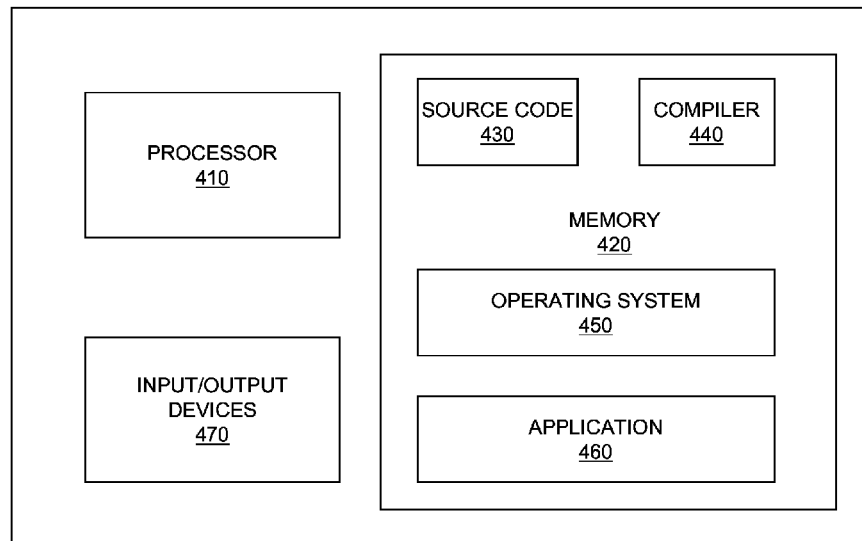 PROCESSOR
410
INPUT/OUTPUT
DEVICES
470
SOURCE CODE
430
COMPILER
440
MEMORY
420
OPERATING SYSTEM
450
APPLICATION
460